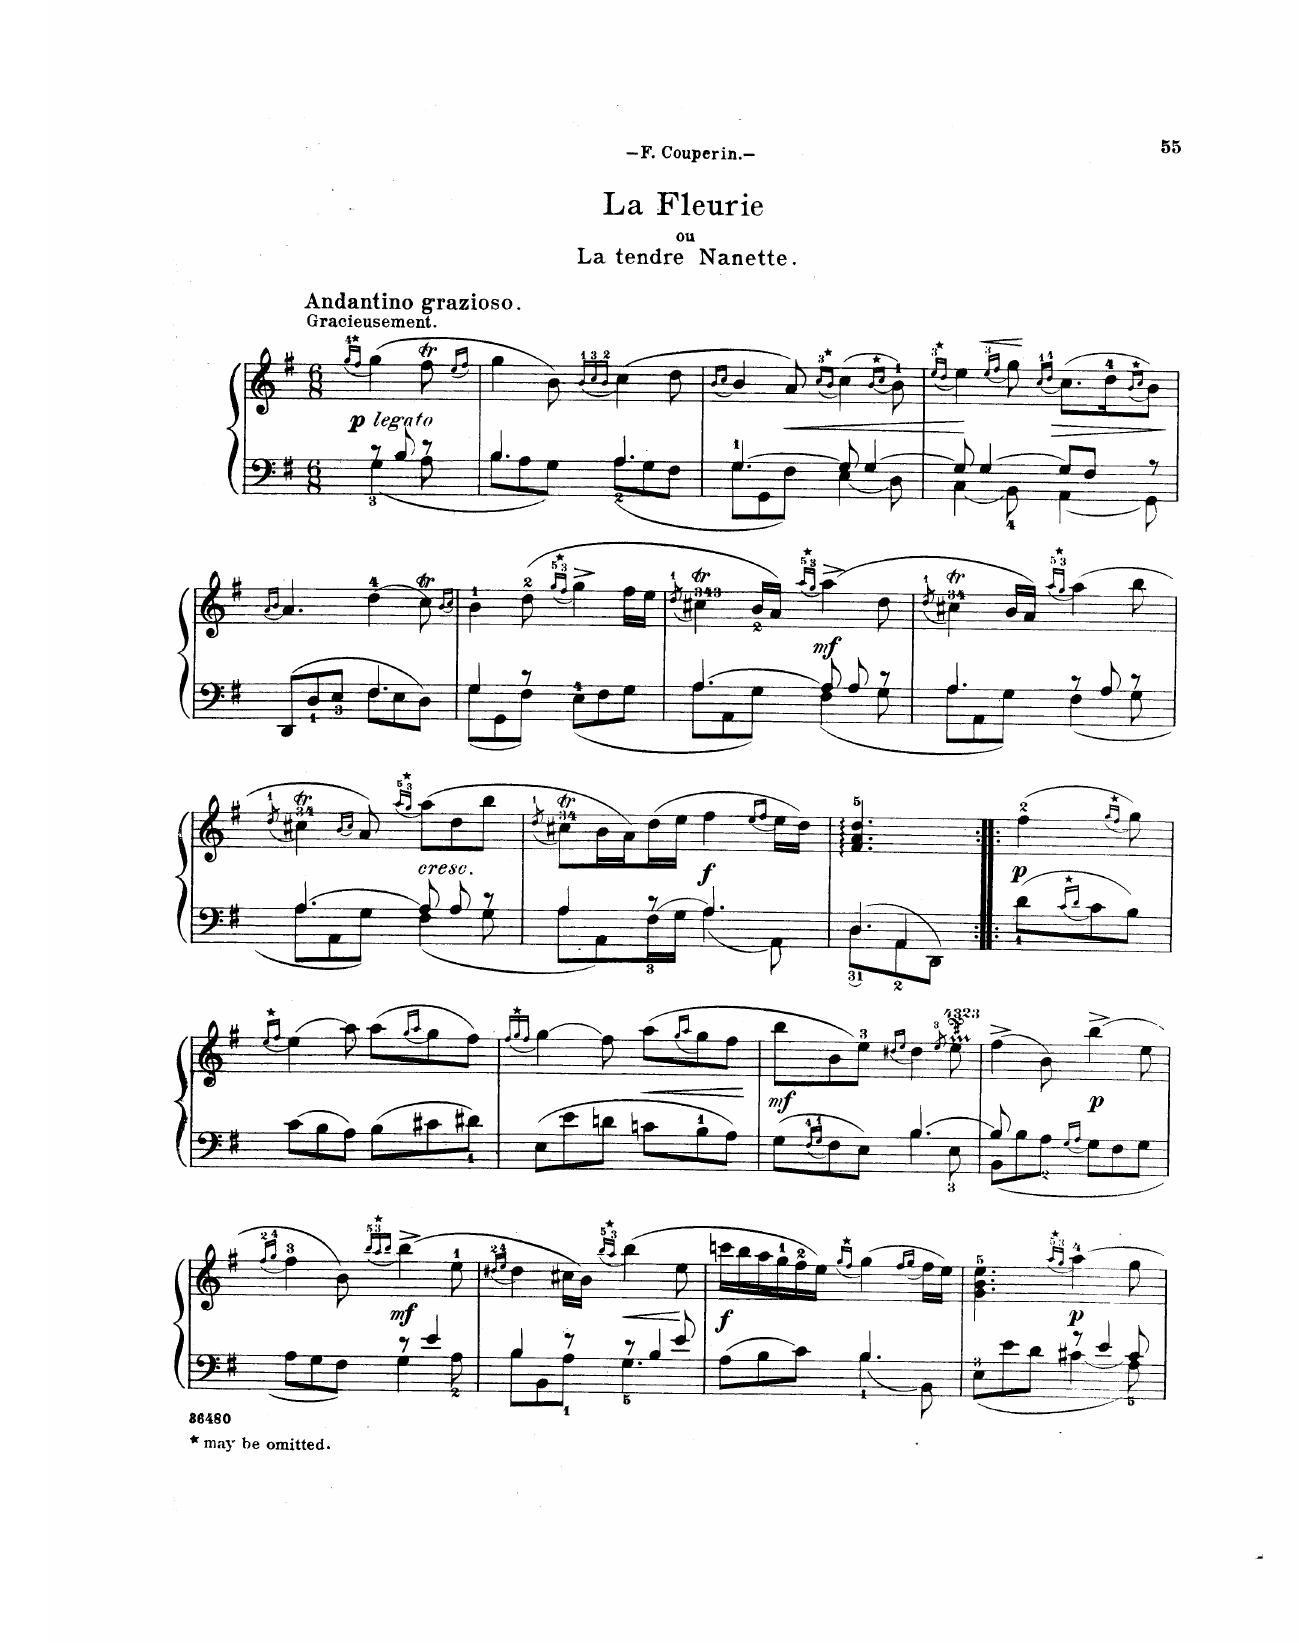 —F. Couperin.—
55
La Fleurie
ou
La tendre Nanette.
Andantino grazioso.
Gracieusement.
p legato
mf
cresc.
f
p
mf
p
mf
f
p
36480
* may be omitted.